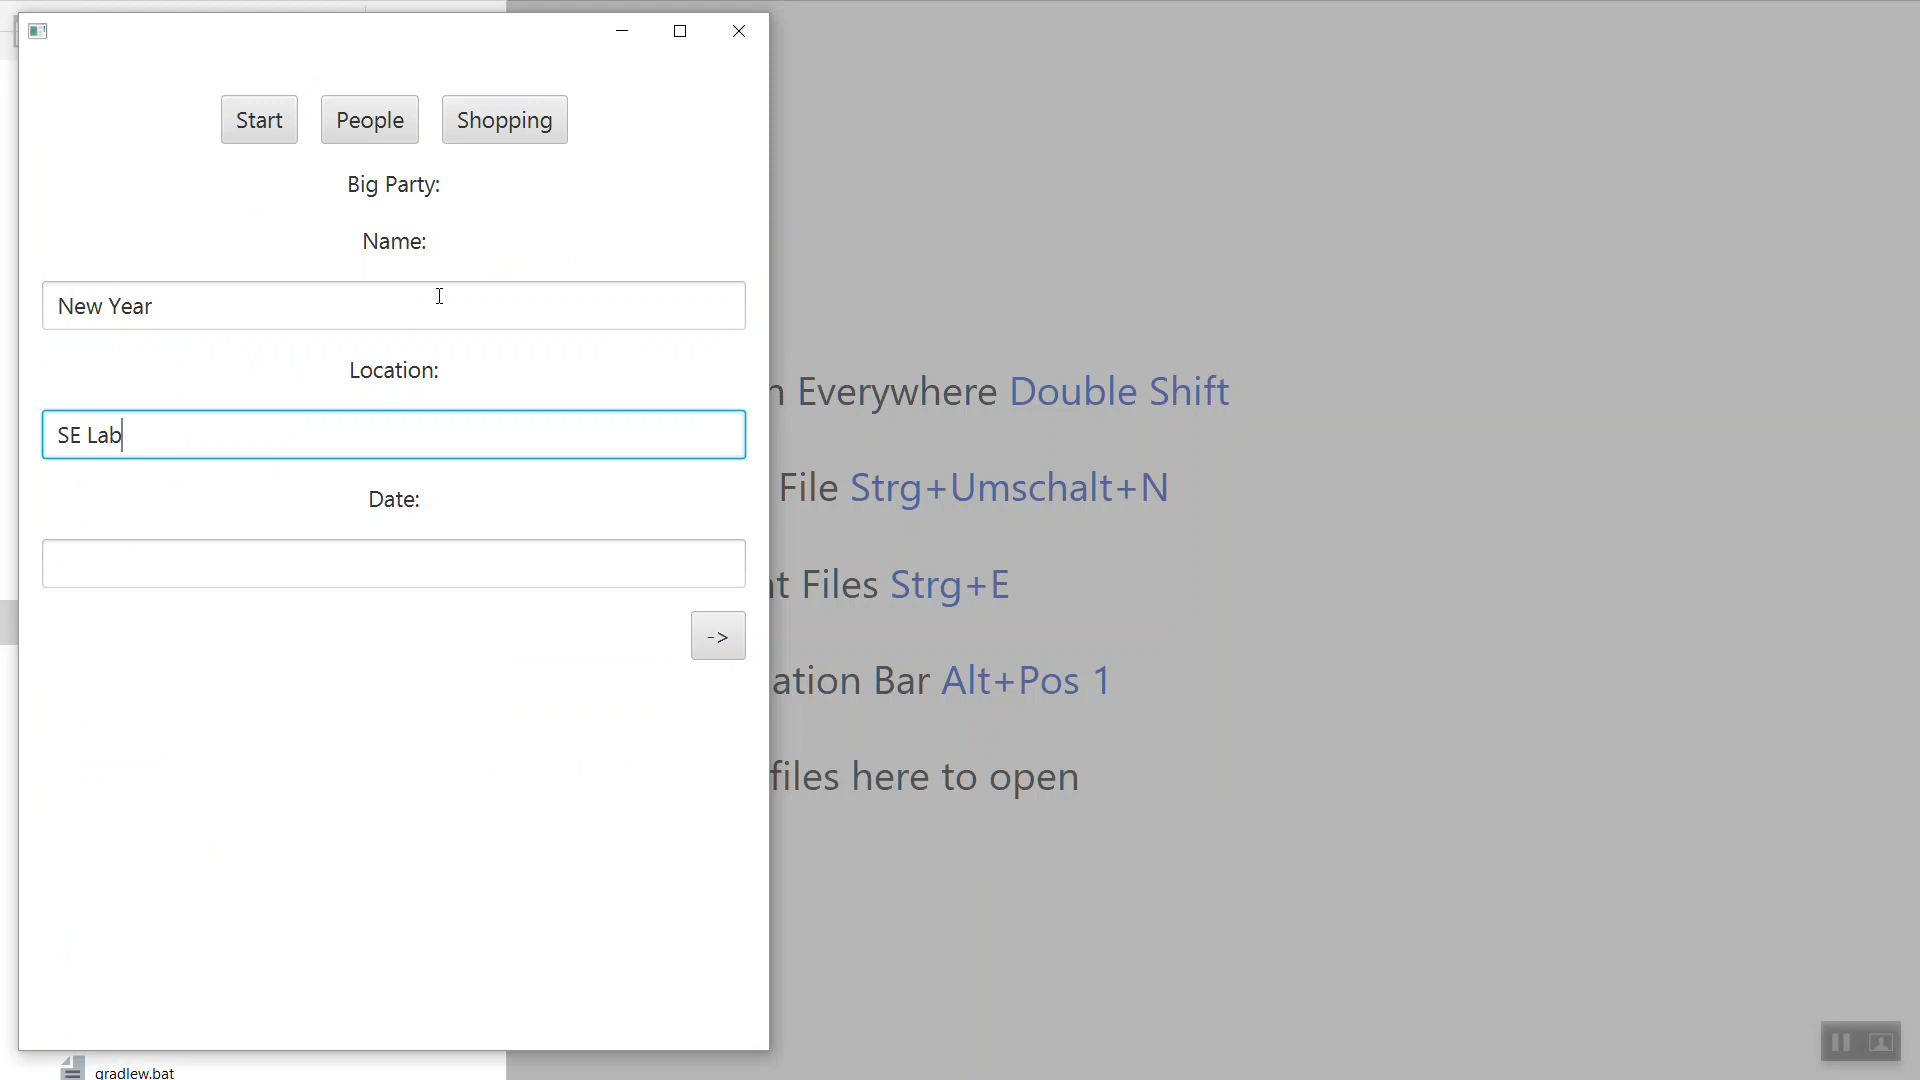 Start People Shopping
Big Party:
Name:
New Year
Location:
SE Lab
Date:
->
Everywhere Double Shift
File Strg+Umschalt+N
Files Strg+E
ation Bar Alt+Pos 1
files here to open
gradlew.bat